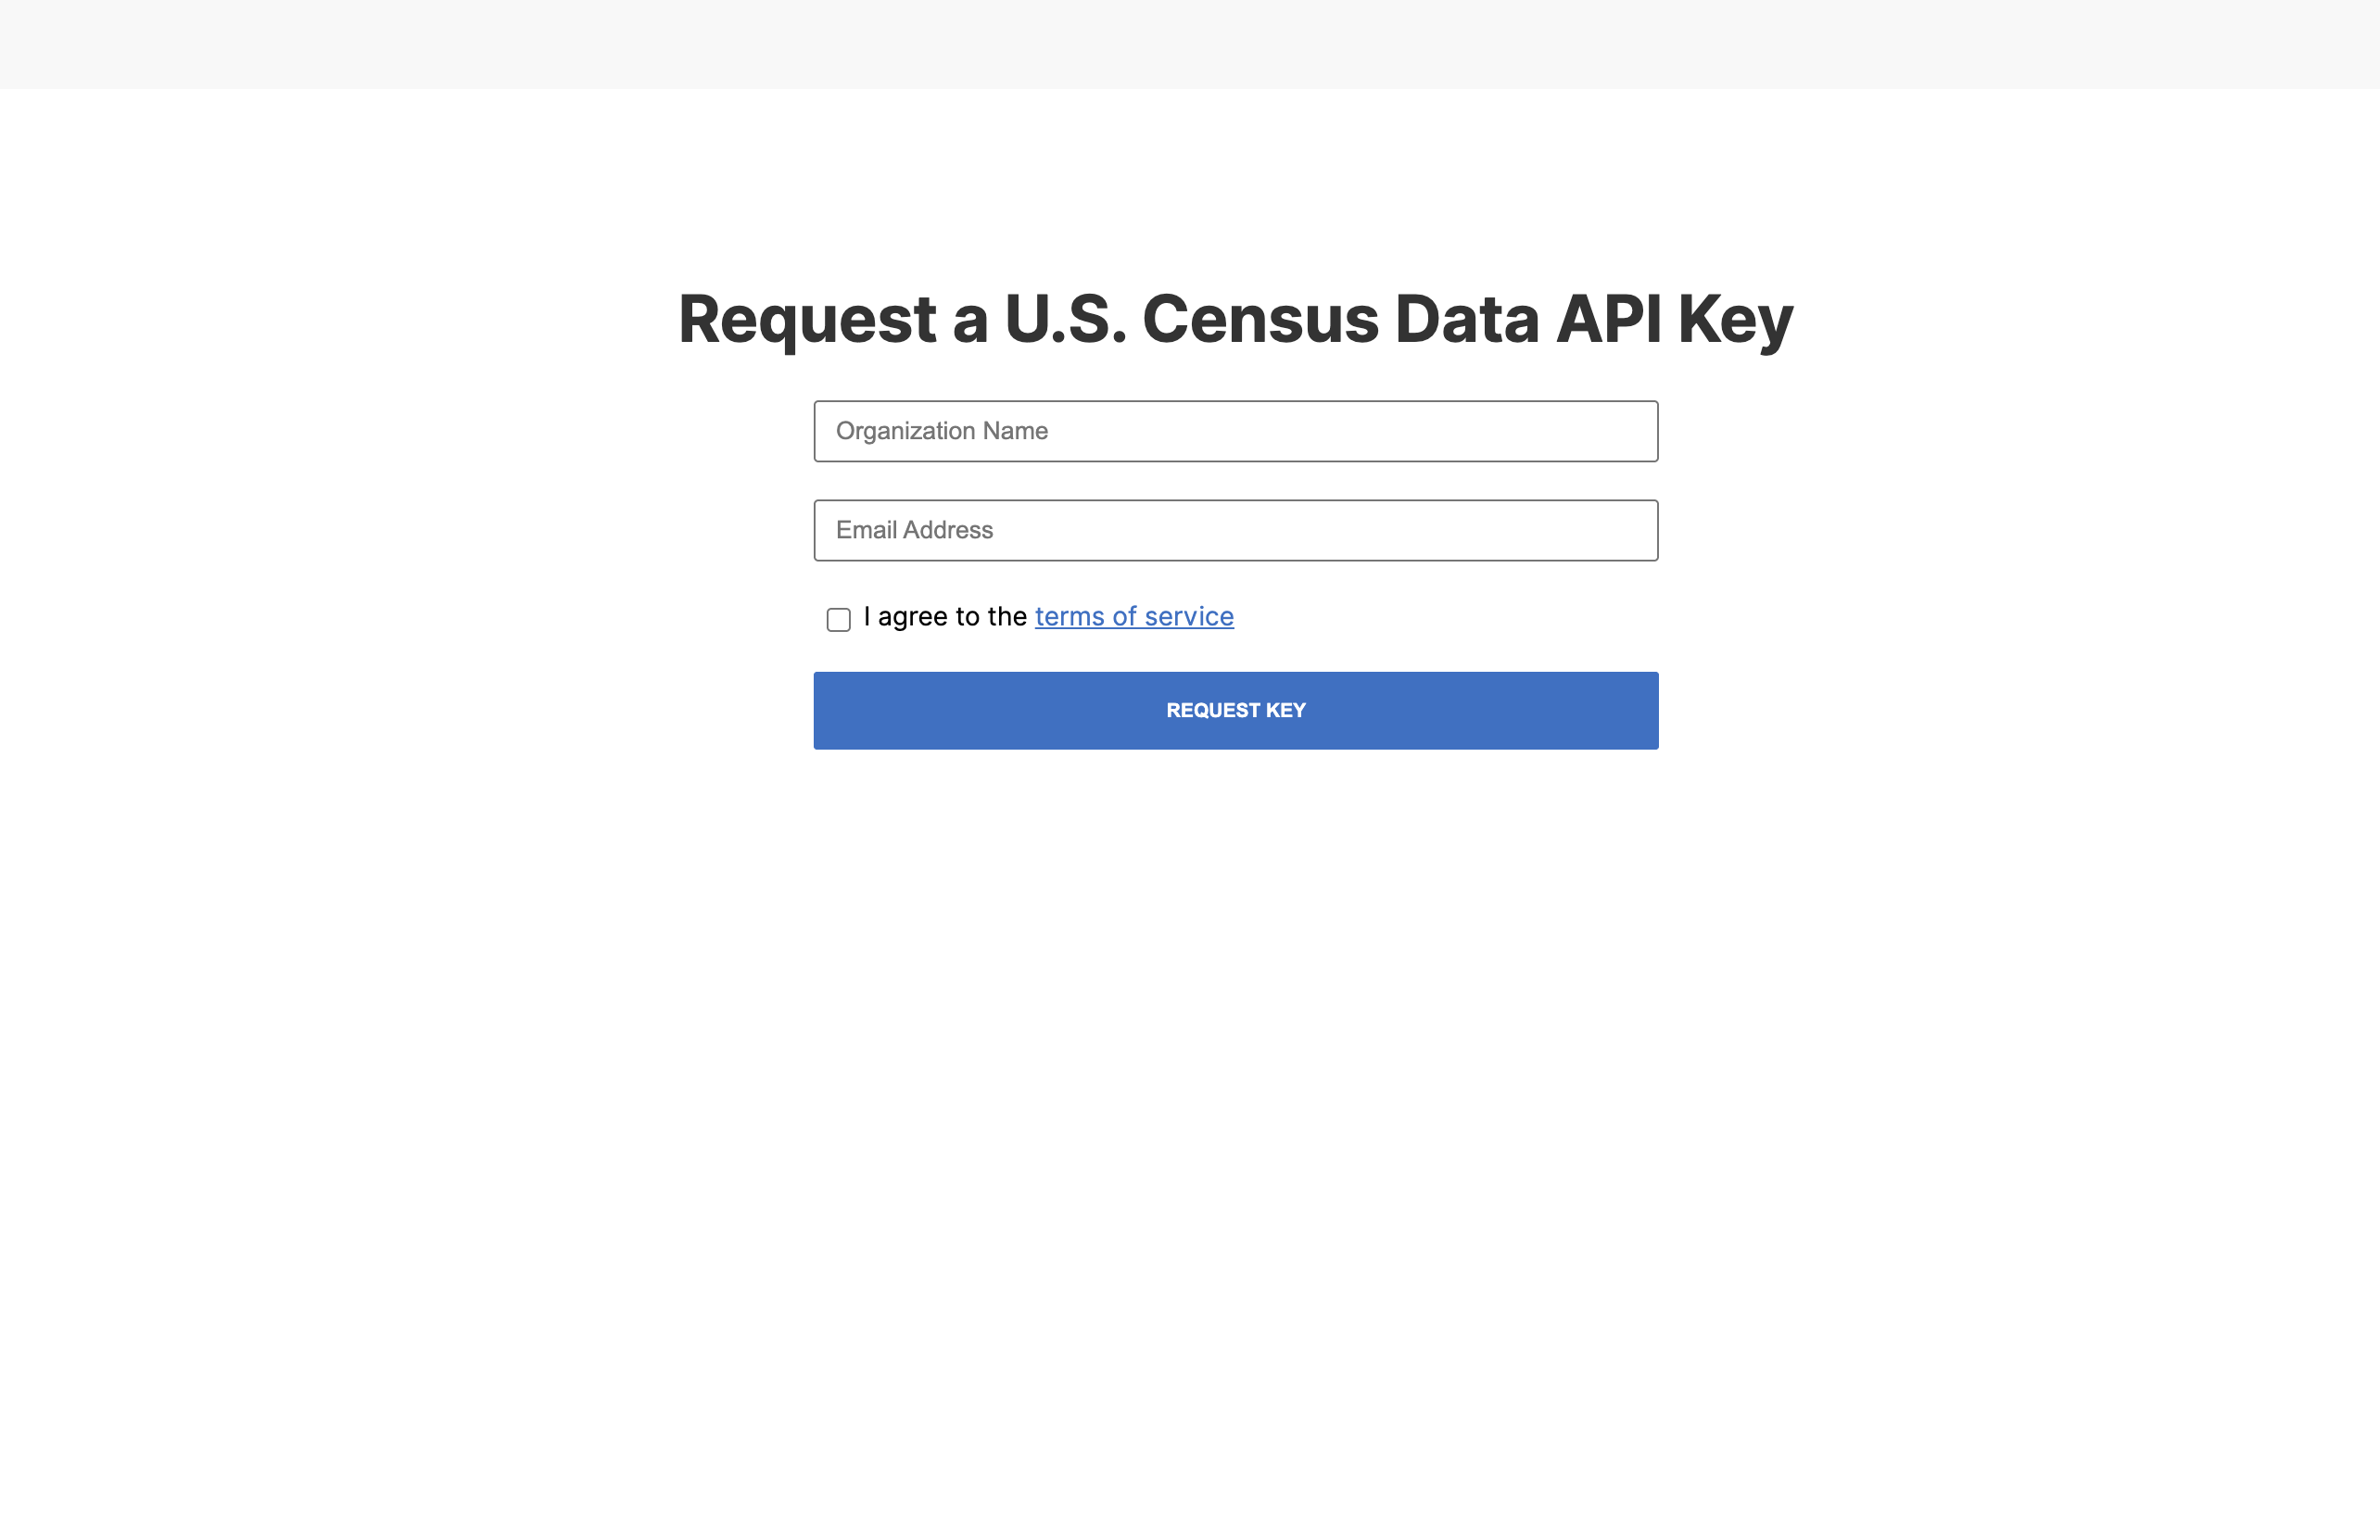 Request a U.S. Census Data API Key
Organization Name
Email Address
I agree to the terms of service
REQUEST KEY